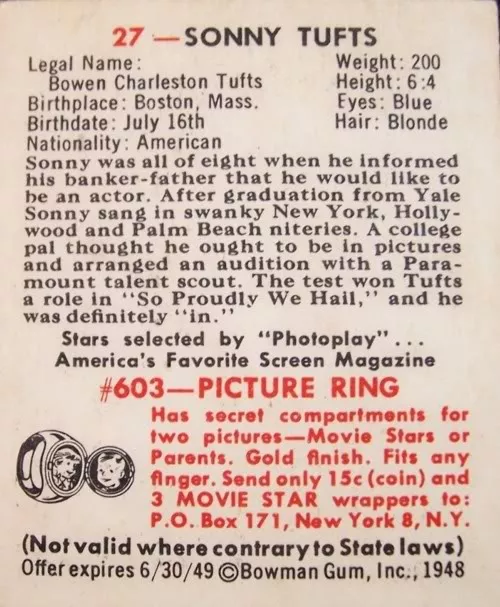 27 — SONNY TUFTS
Legal Name:
Bowen Charleston Tufts
Birthplace: Boston, Mass.
Birthdate: July 16th
Nationality: American
Weight: 200
Height: 6:4
Eyes: Blue
Hair: Blonde
Sonny was all of eight when he informed
his banker-father that he would like to
be an actor. After graduation from Yale
Sonny sang in swanky New York, Holly-
wood and Palm Beach niteries. A college
pal thought he ought to be in pictures
and arranged an audition with a Para-
mount talent scout. The test won Tufts
a role in "So Proudly We Hail," and he
was definitely "in."
Stars selected by "Photoplay"...
America's Favorite Screen Magazine
#603—PICTURE RING
Has secret compartments for
two pictures—Movie Stars or
Parents. Gold finish. Fits any
finger. Send only 15c (coin) and
3 MOVIE STAR wrappers to:
P.O. Box 171, New York 8, N.Y.
(Not valid where contrary to State laws)
Offer expires 6/30/49 ©Bowman Gum, Inc., 1948